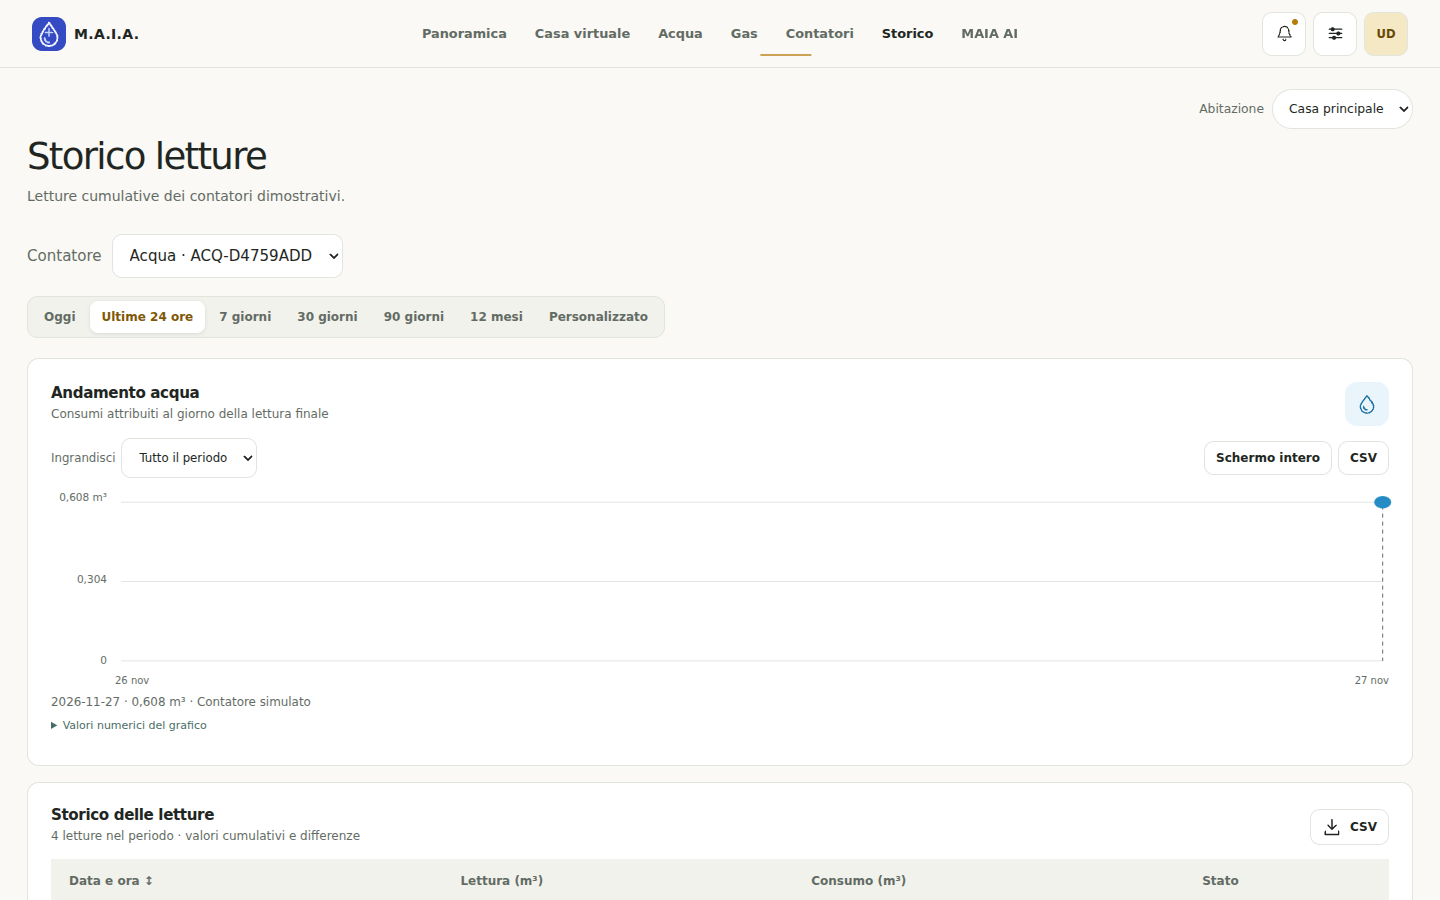 M.A.I.A.
Panoramica Casa virtuale Acqua Gas Contatori Storico MAIA AI
UD
Abitazione Casa principale
Storico letture
Letture cumulative dei contatori dimostrativi.
Contatore Acqua · ACQ-D4759ADD
Oggi Ultime 24 ore 7 giorni 30 giorni 90 giorni 12 mesi Personalizzato
Andamento acqua
Consumi attribuiti al giorno della lettura finale
Ingrandisci Tutto il periodo Schermo intero CSV
0,608 m³
0,304
0
26 nov 27 nov
2026-11-27 · 0,608 m³ · Contatore simulato
Valori numerici del grafico
Storico delle letture
4 letture nel periodo · valori cumulativi e differenze
CSV
Data e ora ↕ Lettura (m³) Consumo (m³) Stato